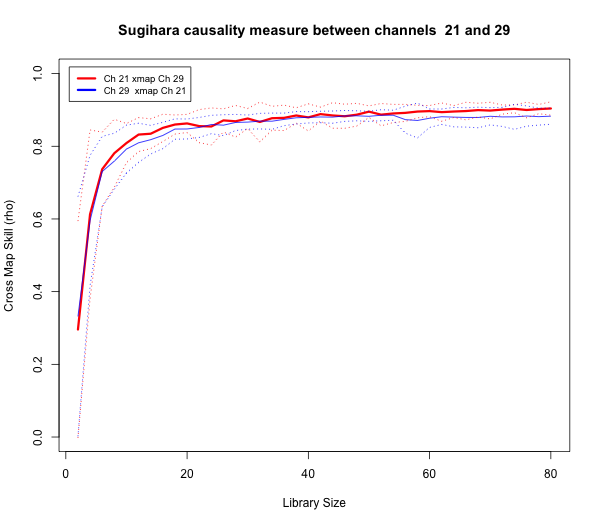 Sugihara causality measure between channels  21 and 29
Ch 21 xmap Ch 29
Ch 29  xmap Ch 21
Cross Map Skill (rho)
1.0
0.8
0.6
0.4
0.2
0.0
0 20 40 60 80
Library Size